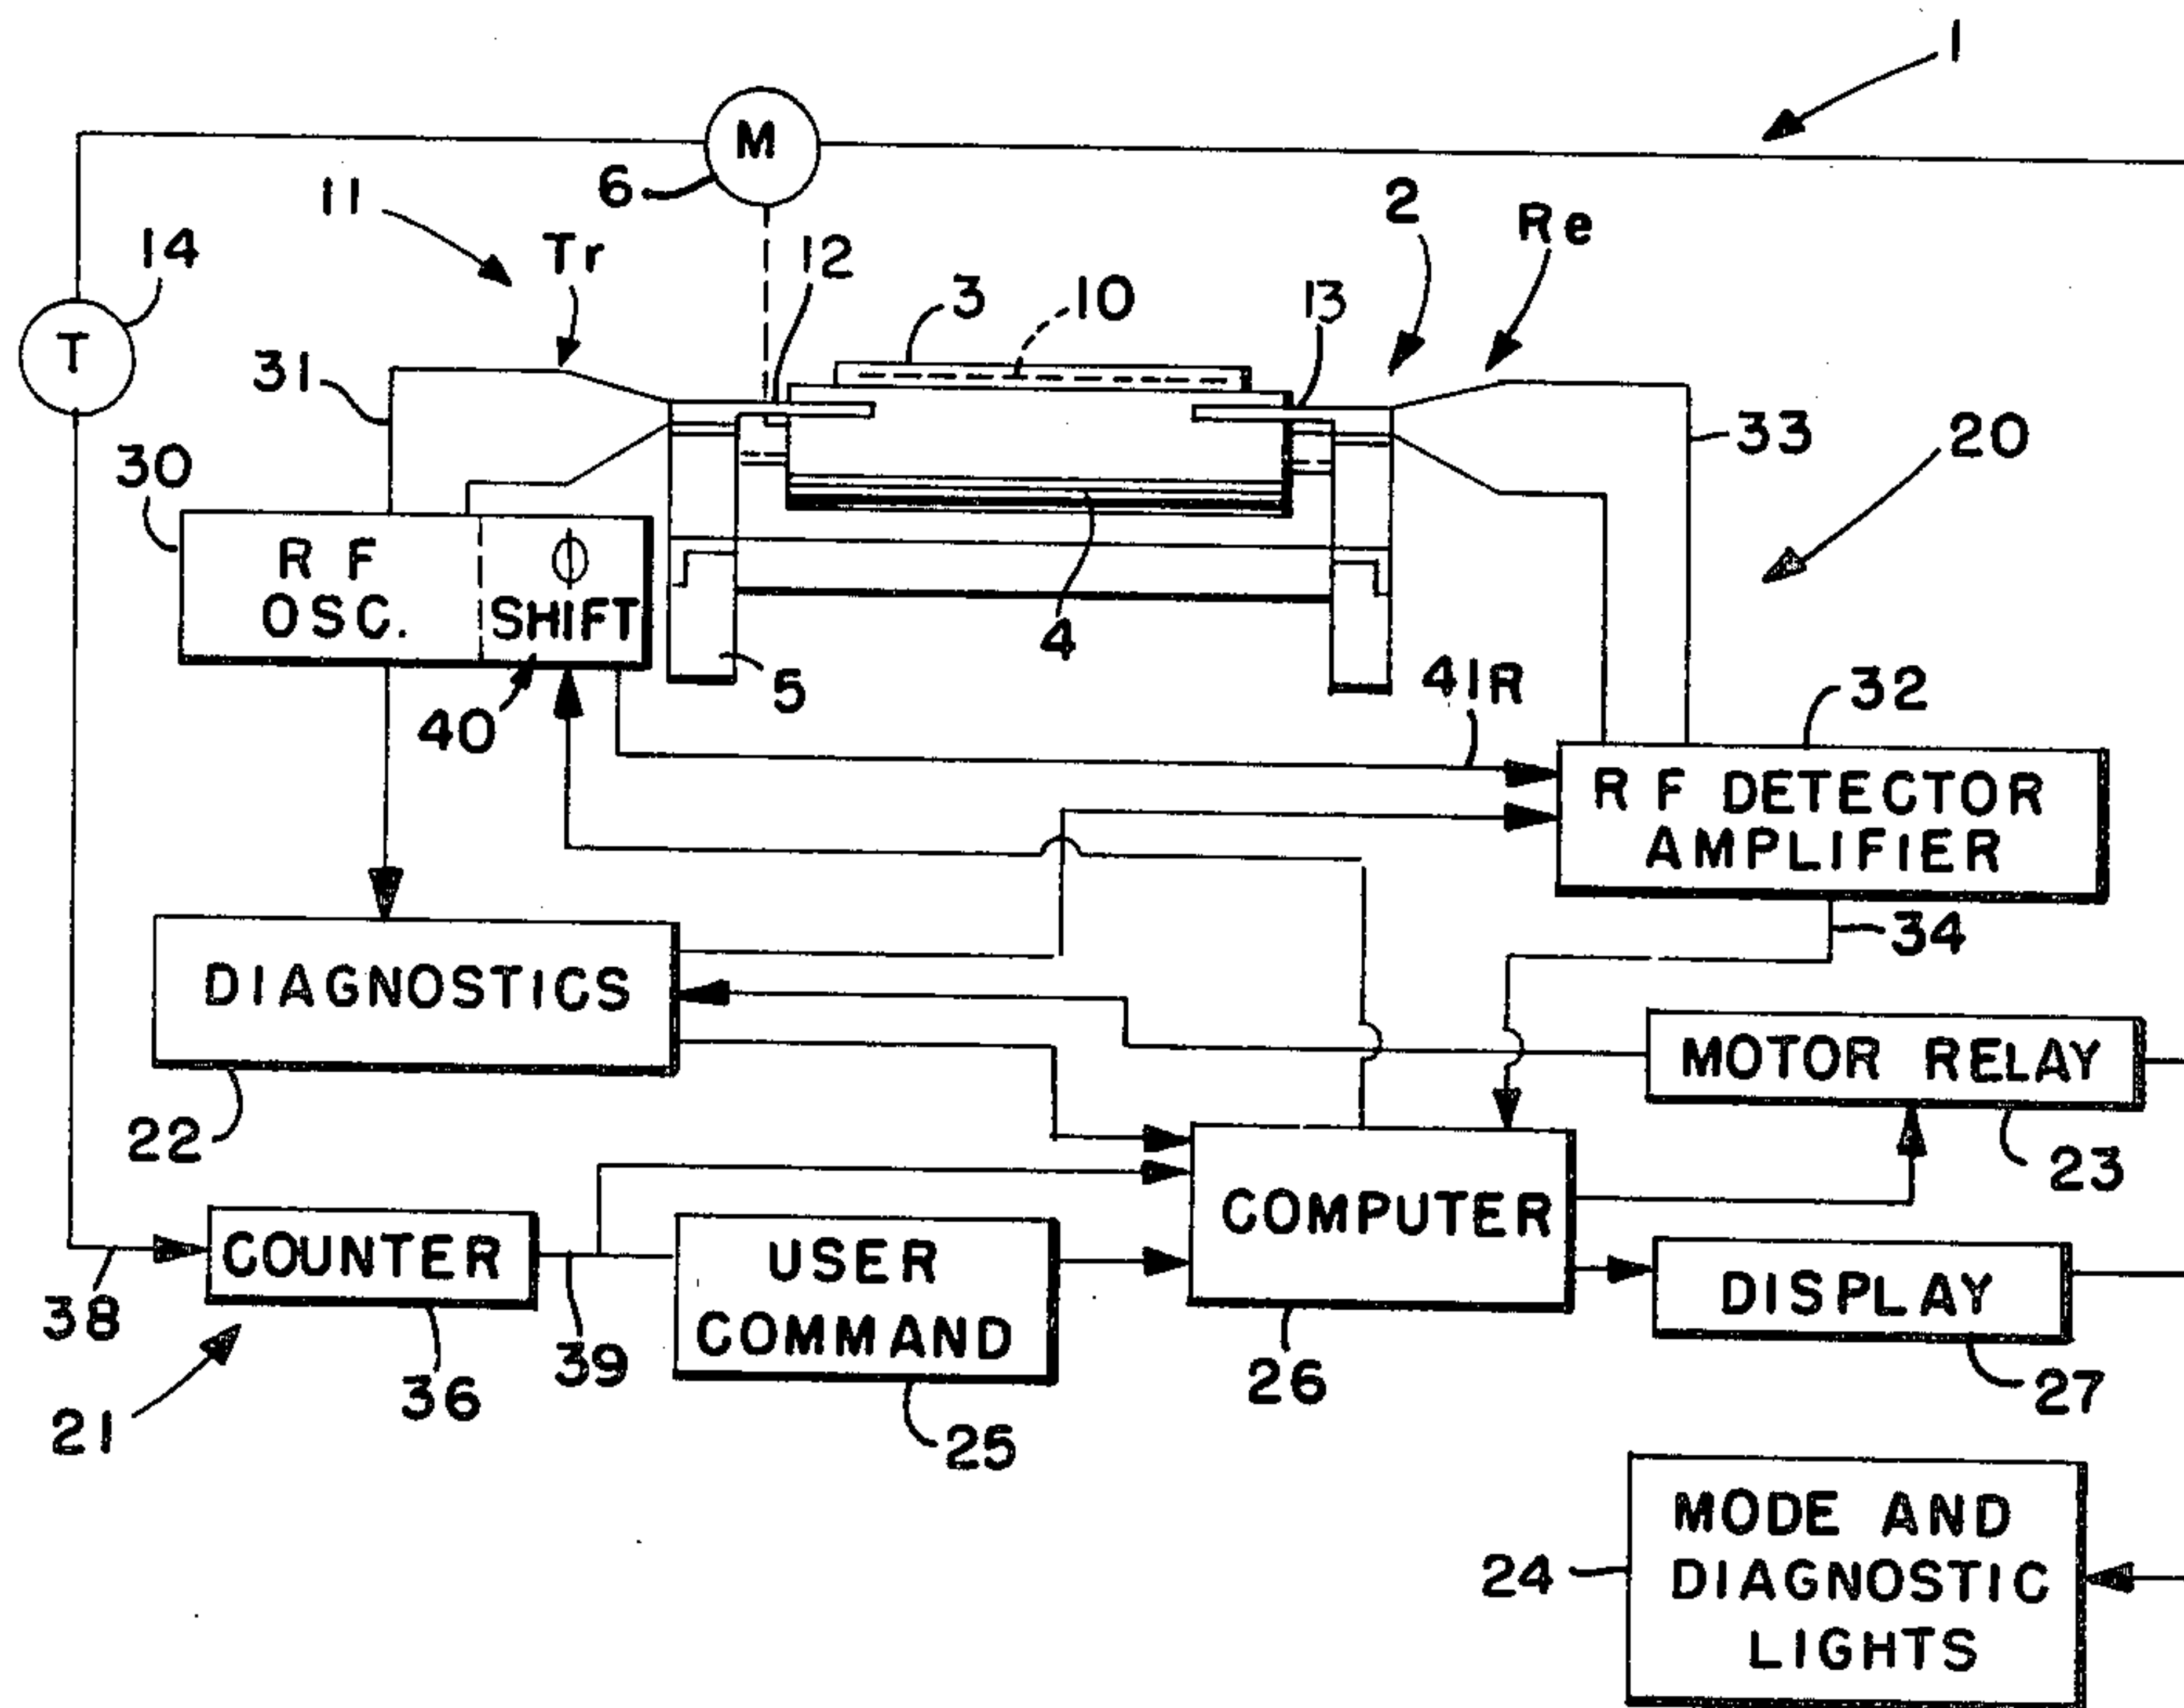 1
M
6
11
2
Re
14
Tr
12
3
10
13
T
31
33
20
30
R F
OSC.
φ
SHIFT
4
5
41R
32
40
R F DETECTOR
AMPLIFIER
34
DIAGNOSTICS
MOTOR RELAY
22
23
COMPUTER
COUNTER
USER
COMMAND
DISPLAY
38
39
26
36
27
21
25
MODE AND
DIAGNOSTIC
LIGHTS
24